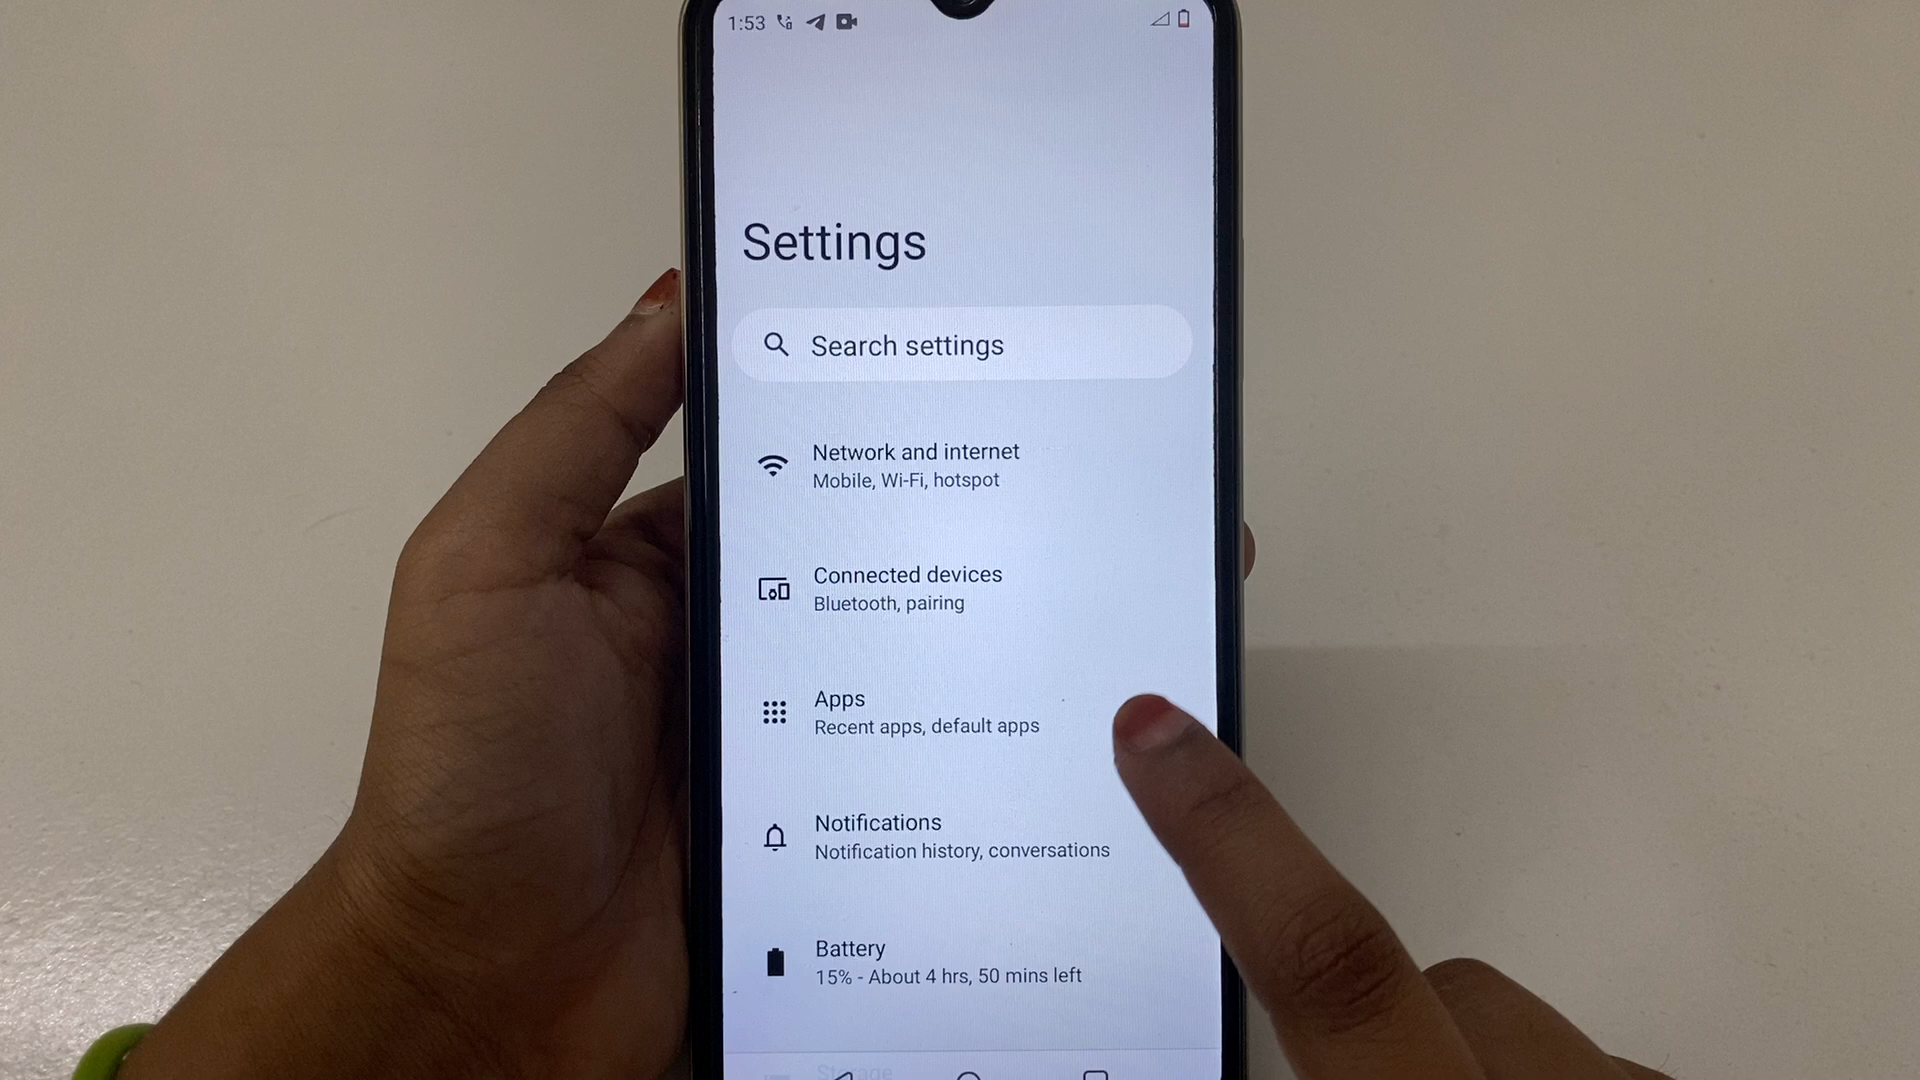 1:53
Settings
Search settings
Network and internet
Mobile, Wi-Fi, hotspot
Connected devices
Bluetooth, pairing
Apps
Recent apps, default apps
Notifications
Notification history, conversations
Battery
15% - About 4 hrs, 50 mins left
Storage